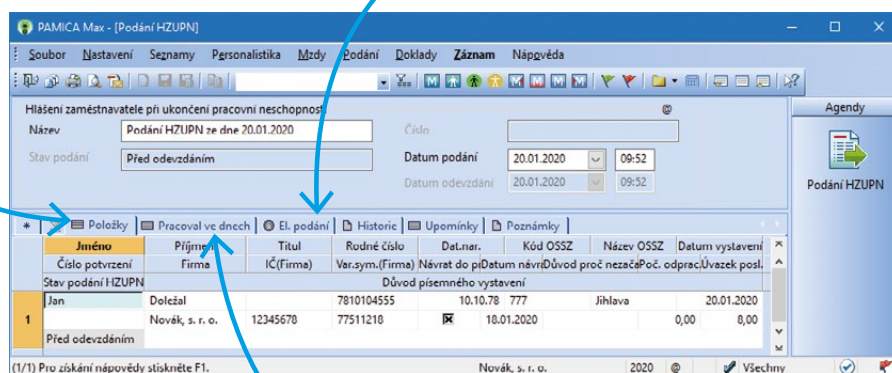 PAMICA Max - [Podání HZUPN]
Soubor Nastavení Seznamy Personalistika Mzdy Podání Doklady Záznam Nápověda
Hlášení zaměstnavatele při ukončení pracovní neschopnosti @
Název Podání HZUPN ze dne 20.01.2020 Číslo
Stav podání Před odevzdáním Datum podání 20.01.2020 09:52
Datum odevzdání 20.01.2020 09:52
Agendy
Podání HZUPN
* Položky Pracoval ve dnech El. podání Historie Upomínky Poznámky
Jméno Příjmení Titul Rodné číslo Dat.nar. Kód OSSZ Název OSSZ Datum vystavení
Číslo potvrzení Firma IČ(Firma) Var.sym.(Firma) Návrat do p Datum návra Důvod proč nezača Poč. odprac. Úvazek posl.
Stav podání HZUPN Důvod písemného vystavení
Jan Doležal 7810104555 10.10.78 777 Jihlava 20.01.2020
1 Novák, s. r. o. 12345678 77511218 18.01.2020 0,00 8,00
Před odevzdáním
(1/1) Pro získání nápovědy stiskněte F1. Novák, s. r. o. 2020 @ Všechny